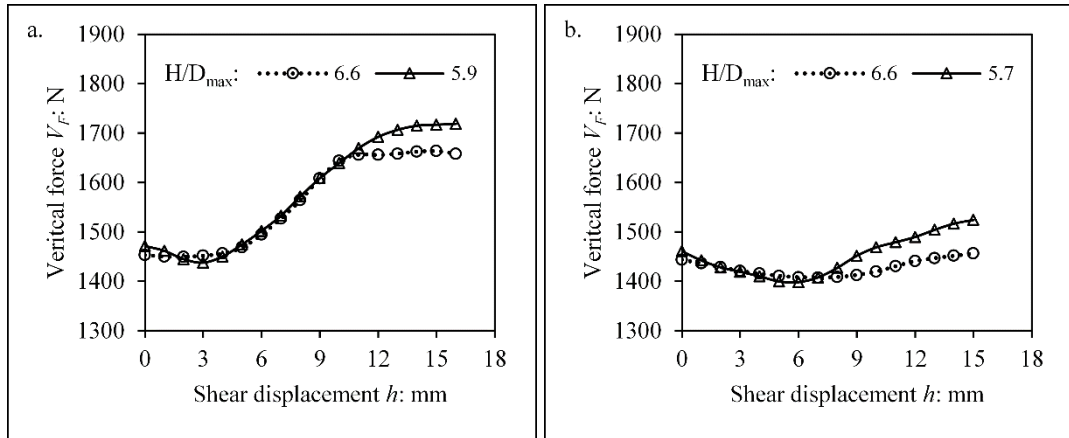 a.
H/Dmax: 6.6 5.9
Veritcal force VF: N
1900
1800
1700
1600
1500
1400
1300
0 3 6 9 12 15 18
Shear displacement h: mm
b.
H/Dmax: 6.6 5.7
Veritcal force VF: N
1900
1800
1700
1600
1500
1400
1300
0 3 6 9 12 15 18
Shear displacement h: mm